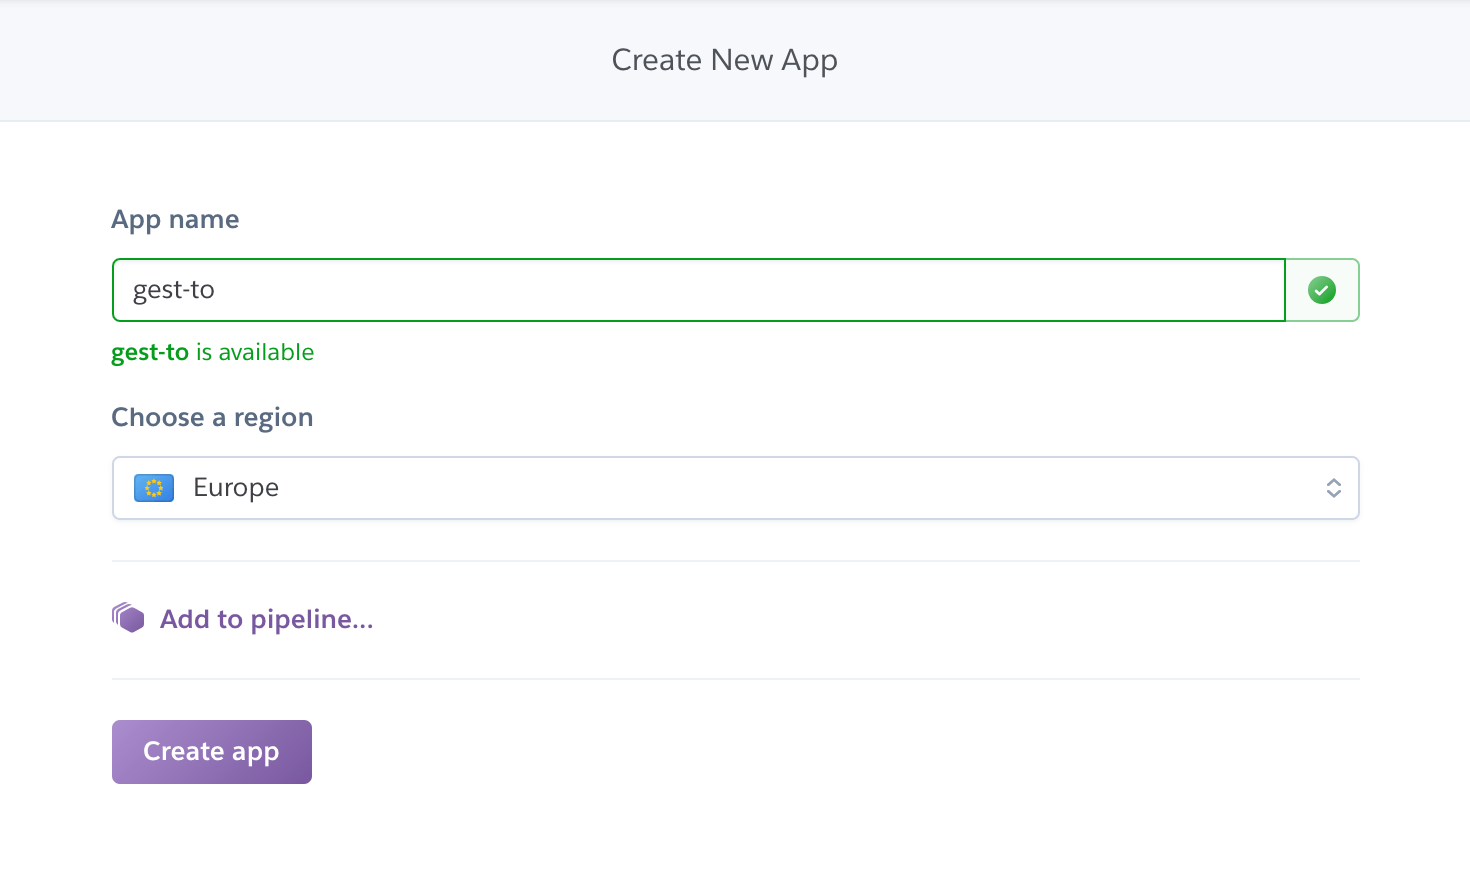 Create New App
App name
gest-to
gest-to is available
Choose a region
Europe
Add to pipeline...
Create app